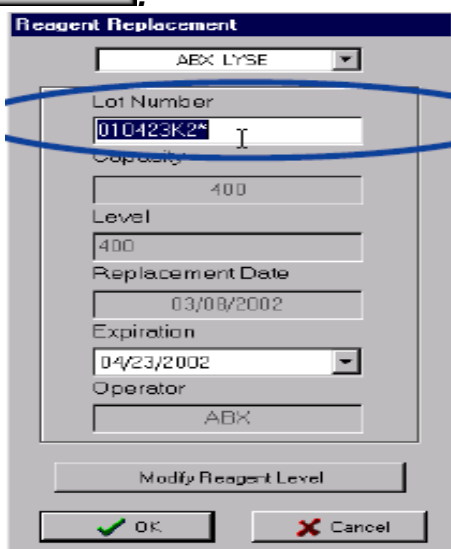 Reagent Replacement
ABX LYSE
Lot Number
010423K2*
Capacity
400
Level
400
Replacement Date
03/08/2002
Expiration
04/23/2002
Operator
ABX
Modify Reagent Level
OK
Cancel